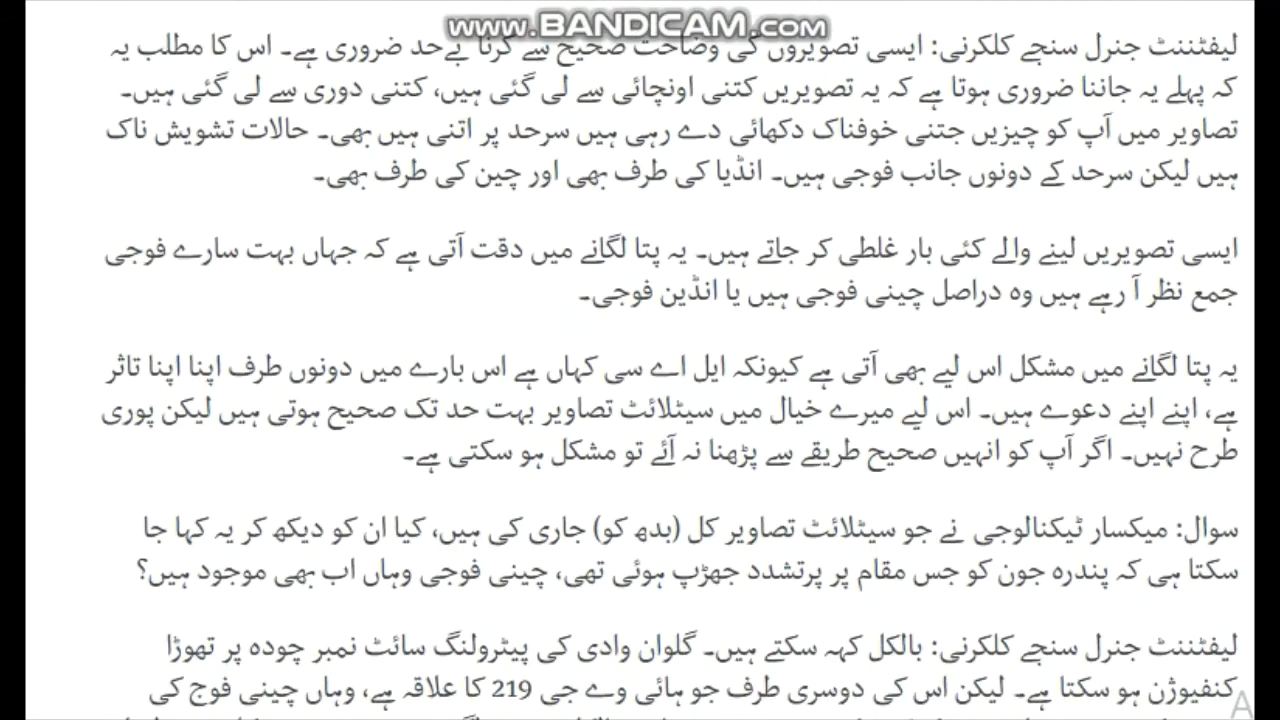 www.BANDICAM.com
لیفٹننٹ جنرل سنجے کلکرنی: ایسی تصویروں کی وضاحت صحیح سے کرنا بےحد ضروری ہے۔ اس کا مطلب یہ
کہ پہلے یہ جاننا ضروری ہوتا ہے کہ یہ تصویریں کتنی اونچائی سے لی گئی ہیں، کتنی دوری سے لی گئی ہیں۔
تصاویر میں آپ کو چیزیں جتنی خوفناک دکھائی دے رہی ہیں سرحد پر اتنی ہیں بھی۔ حالات تشویش ناک
ہیں لیکن سرحد کے دونوں جانب فوجی ہیں۔ انڈیا کی طرف بھی اور چین کی طرف بھی۔
ایسی تصویریں لینے والے کئی بار غلطی کر جاتے ہیں۔ یہ پتا لگانے میں دقت آتی ہے کہ جہاں بہت سارے فوجی
جمع نظر آ رہے ہیں وہ دراصل چینی فوجی ہیں یا انڈین فوجی۔
یہ پتا لگانے میں مشکل اس لیے بھی آتی ہے کیونکہ ایل اے سی کہاں ہے اس بارے میں دونوں طرف اپنا اپنا تاثر
ہے، اپنے اپنے دعوے ہیں۔ اس لیے میرے خیال میں سیٹلائٹ تصاویر بہت حد تک صحیح ہوتی ہیں لیکن پوری
طرح نہیں۔ اگر آپ کو انہیں صحیح طریقے سے پڑھنا نہ آئے تو مشکل ہو سکتی ہے۔
سوال: میکسار ٹیکنالوجی نے جو سیٹلائٹ تصاویر کل (بدھ کو) جاری کی ہیں، کیا ان کو دیکھ کر یہ کہا جا
سکتا ہی کہ پندرہ جون کو جس مقام پر پرتشدد جھڑپ ہوئی تھی، چینی فوجی وہاں اب بھی موجود ہیں؟
لیفٹننٹ جنرل سنجے کلکرنی: بالکل کہہ سکتے ہیں۔ گلوان وادی کی پیٹرولنگ سائٹ نمبر چودہ پر تھوڑا
کنفیوژن ہو سکتا ہے۔ لیکن اس کی دوسری طرف جو ہائی وے جی 219 کا علاقہ ہے، وہاں چینی فوج کی